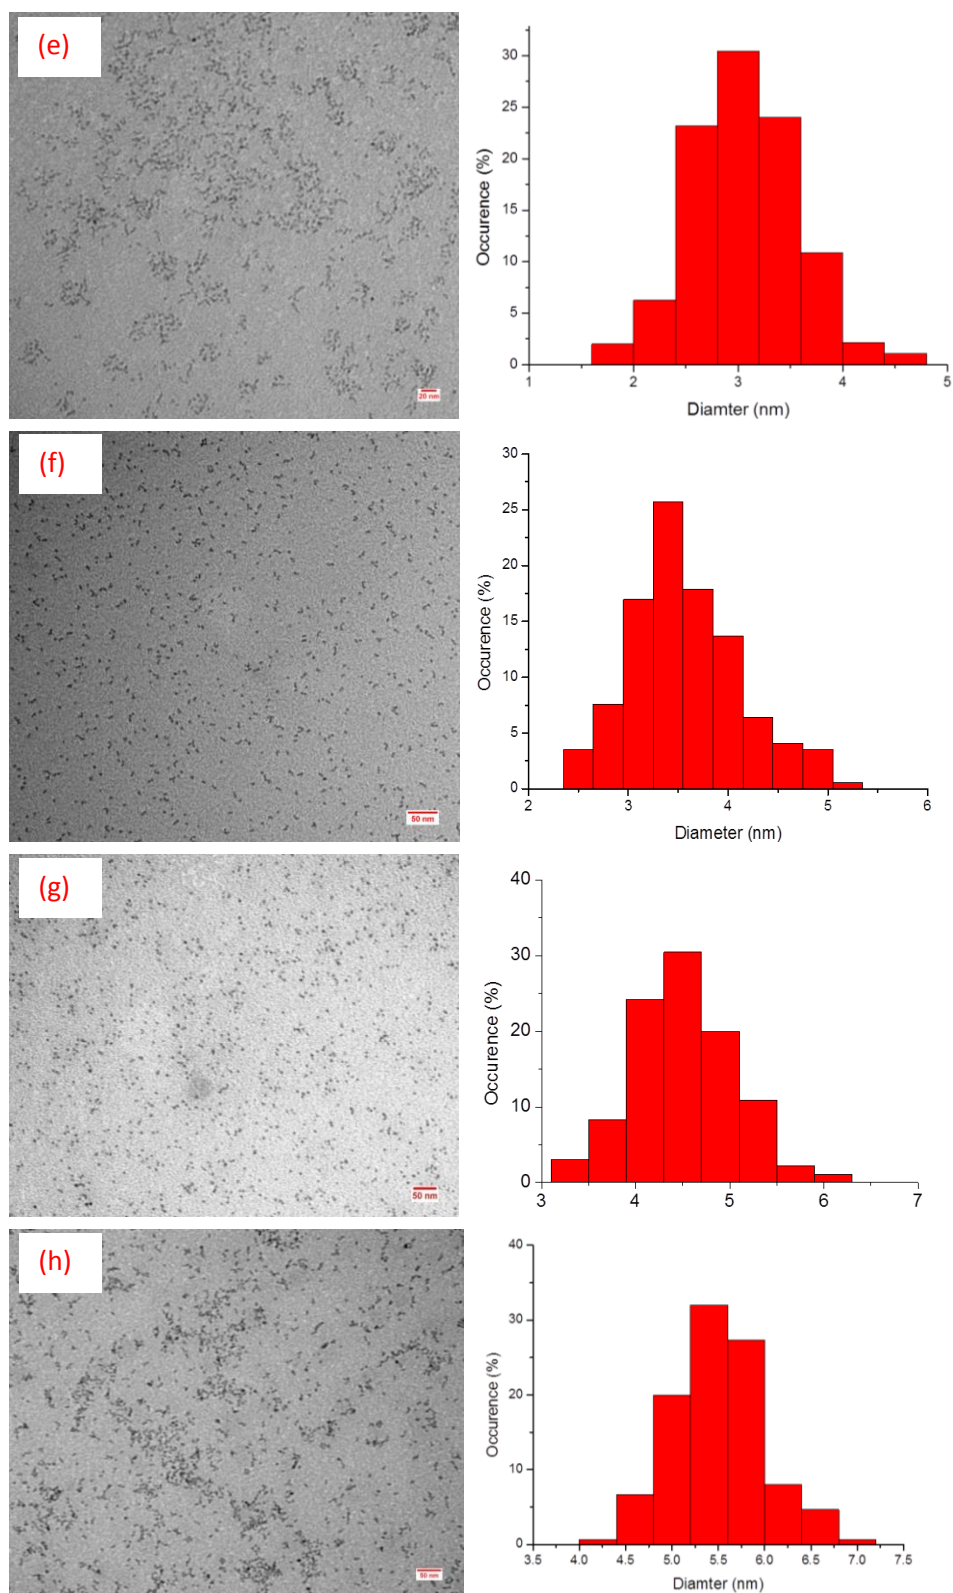 (e)
20 nm
Occurence (%)
30
25
20
15
10
5
0
1 2 3 4 5
Diamter (nm)
(f)
50 nm
Occurence (%)
30
25
20
15
10
5
0
2 3 4 5 6
Diameter (nm)
(g)
50 nm
Occurence (%)
40
30
20
10
0
3 4 5 6 7
(h)
50 nm
Occurence (%)
40
30
20
10
0
3.5 4.0 4.5 5.0 5.5 6.0 6.5 7.0 7.5
Diamter (nm)